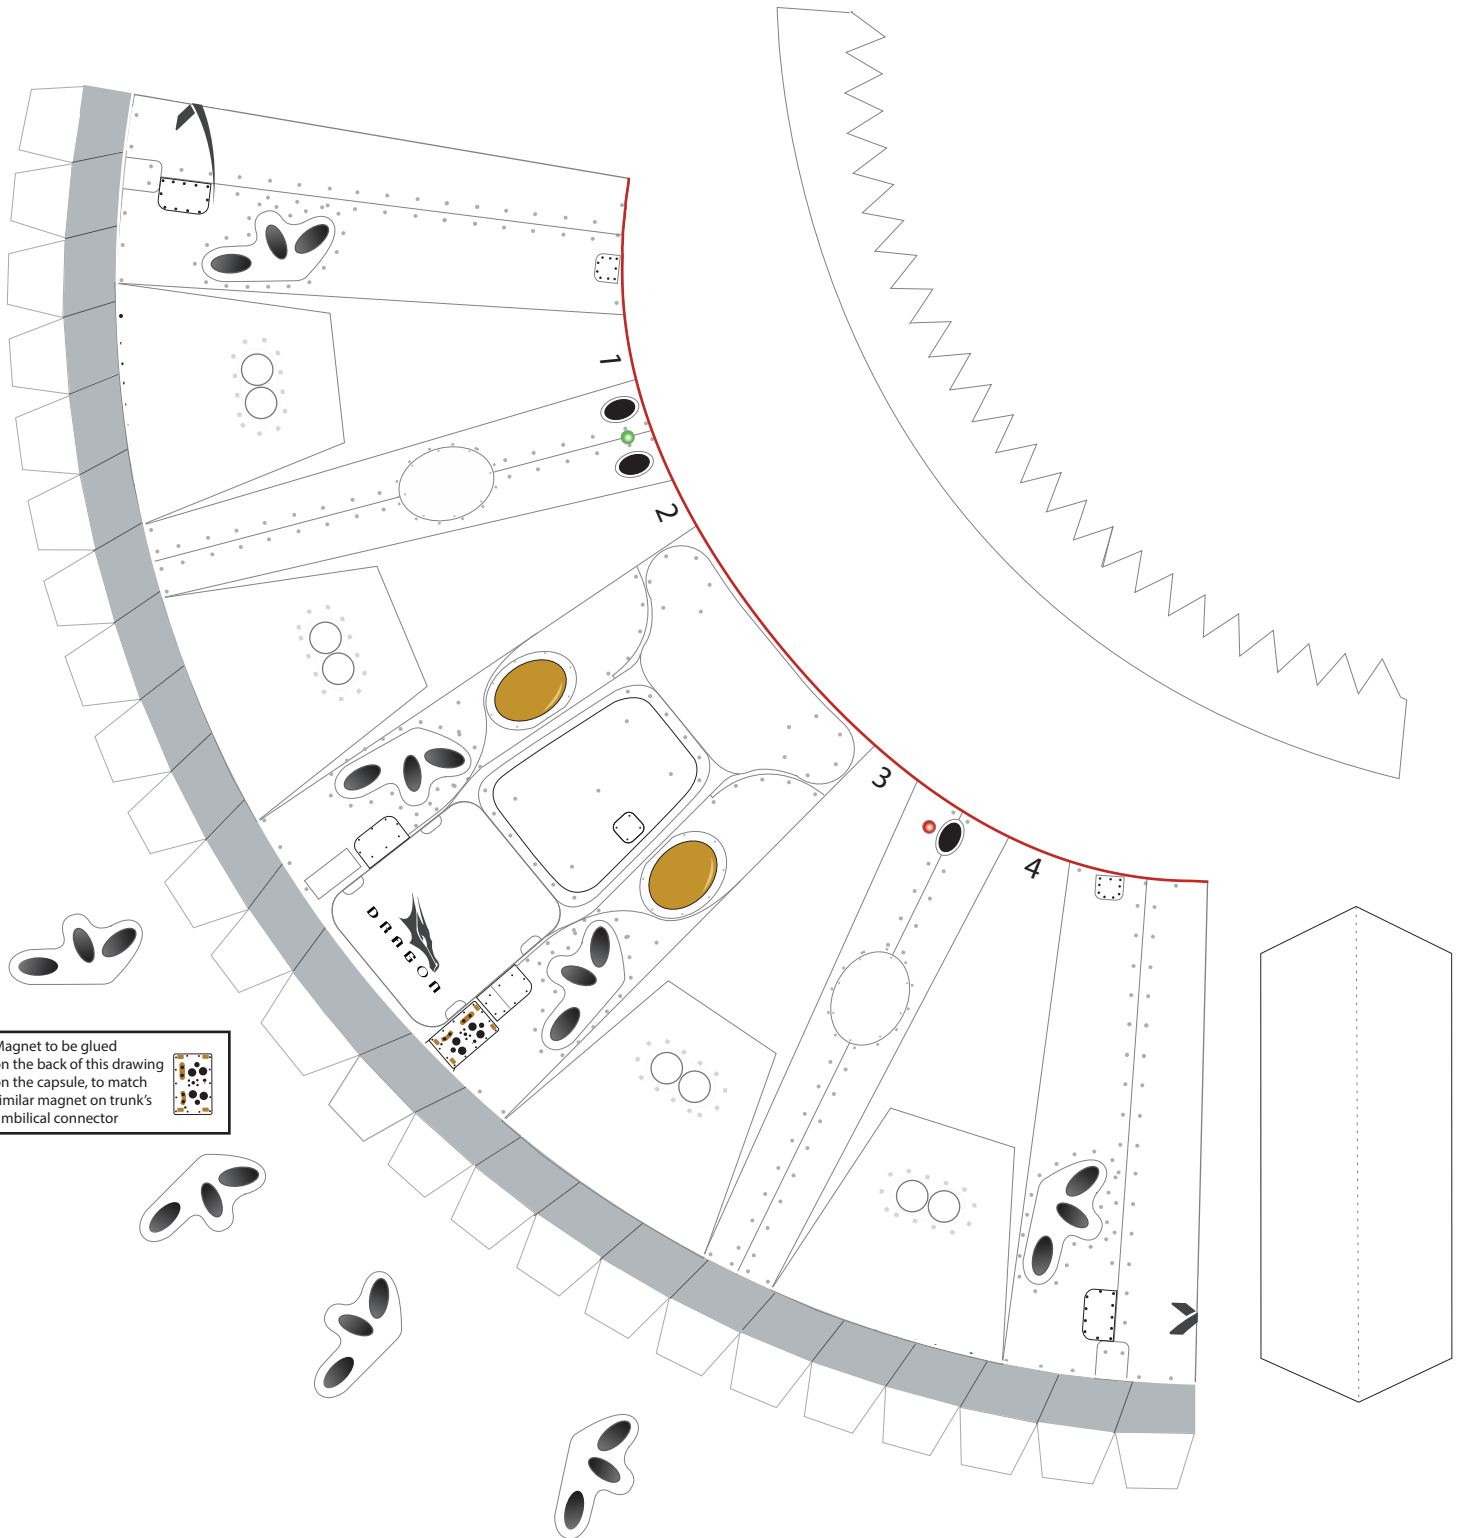 1
2
3
4
DRAGON
Magnet to be glued
on the back of this drawing
on the capsule, to match
similar magnet on trunk's
umbilical connector